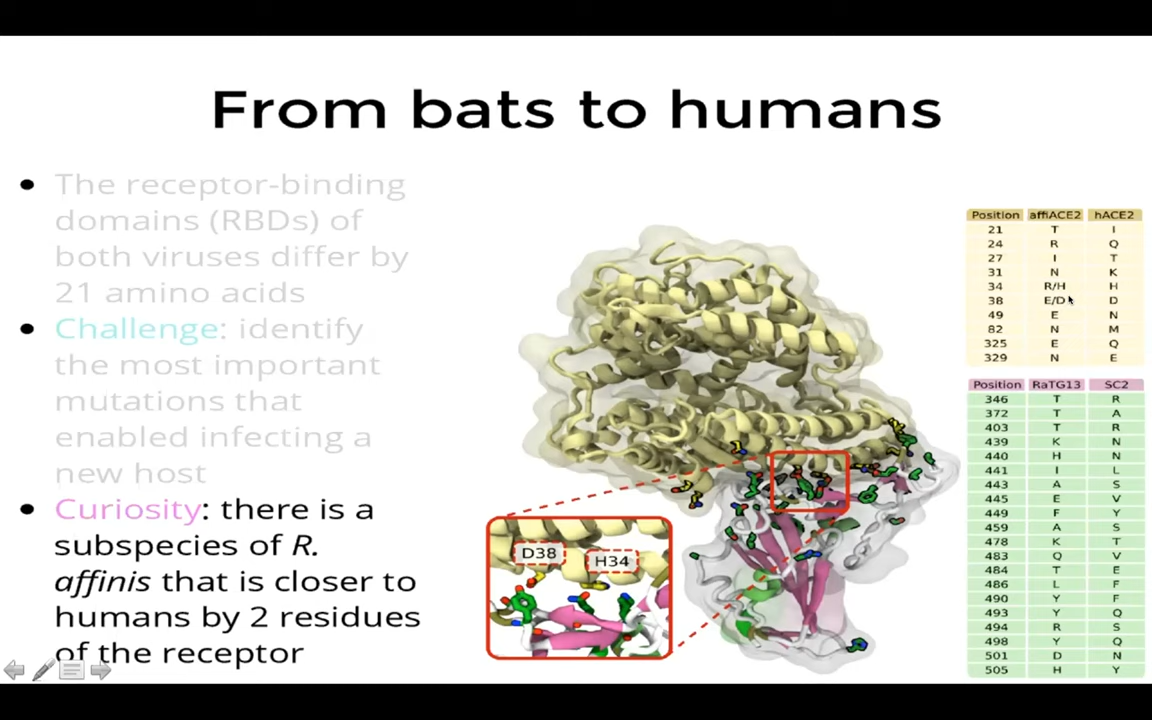 From bats to humans
The receptor-binding
domains (RBDs) of
both viruses differ by
21 amino acids
Challenge: identify
the most important
mutations that
enabled infecting a
new host
Curiosity: there is a
subspecies of R.
affinis that is closer to
humans by 2 residues
of the receptor
D38
H34
Position affiACE2 hACE2
21 T I
24 R Q
27 I T
31 N K
34 R/H H
38 E/D D
49 E N
82 N M
325 E Q
329 N E
Position RaTG13 SC2
346 T R
372 T A
403 T R
439 K N
440 H N
441 I L
443 A S
445 E V
449 F Y
459 A S
478 K T
483 Q V
484 T E
486 L F
490 Y F
493 Y Q
494 R S
498 Y Q
501 D N
505 H Y